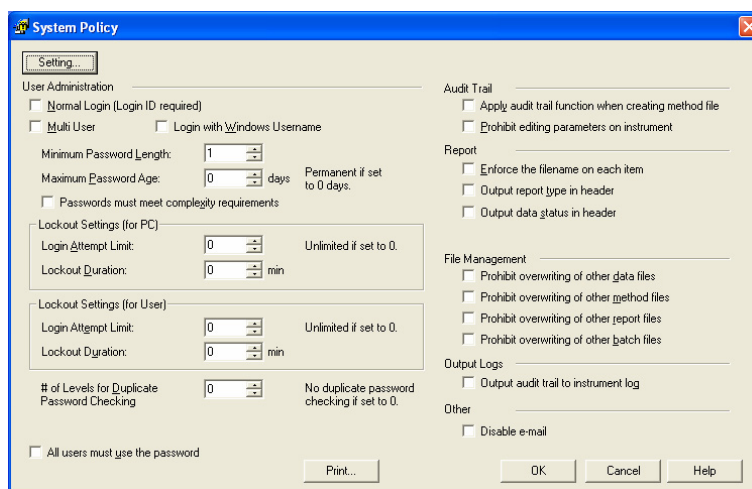 System Policy
Setting...
User Administration
Normal Login (Login ID required)
Multi User
Login with Windows Username
Minimum Password Length:
1
Maximum Password Age:
0
days
Permanent if set
to 0 days.
Passwords must meet complexity requirements
Lockout Settings (for PC)
Login Attempt Limit:
0
Unlimited if set to 0.
Lockout Duration:
0
min
Lockout Settings (for User)
Login Attempt Limit:
0
Unlimited if set to 0.
Lockout Duration:
0
min
# of Levels for Duplicate
Password Checking
0
No duplicate password
checking if set to 0.
All users must use the password
Audit Trail
Apply audit trail function when creating method file
Prohibit editing parameters on instrument
Report
Enforce the filename on each item
Output report type in header
Output data status in header
File Management
Prohibit overwriting of other data files
Prohibit overwriting of other method files
Prohibit overwriting of other report files
Prohibit overwriting of other batch files
Output Logs
Output audit trail to instrument log
Other
Disable e-mail
Print...
OK
Cancel
Help